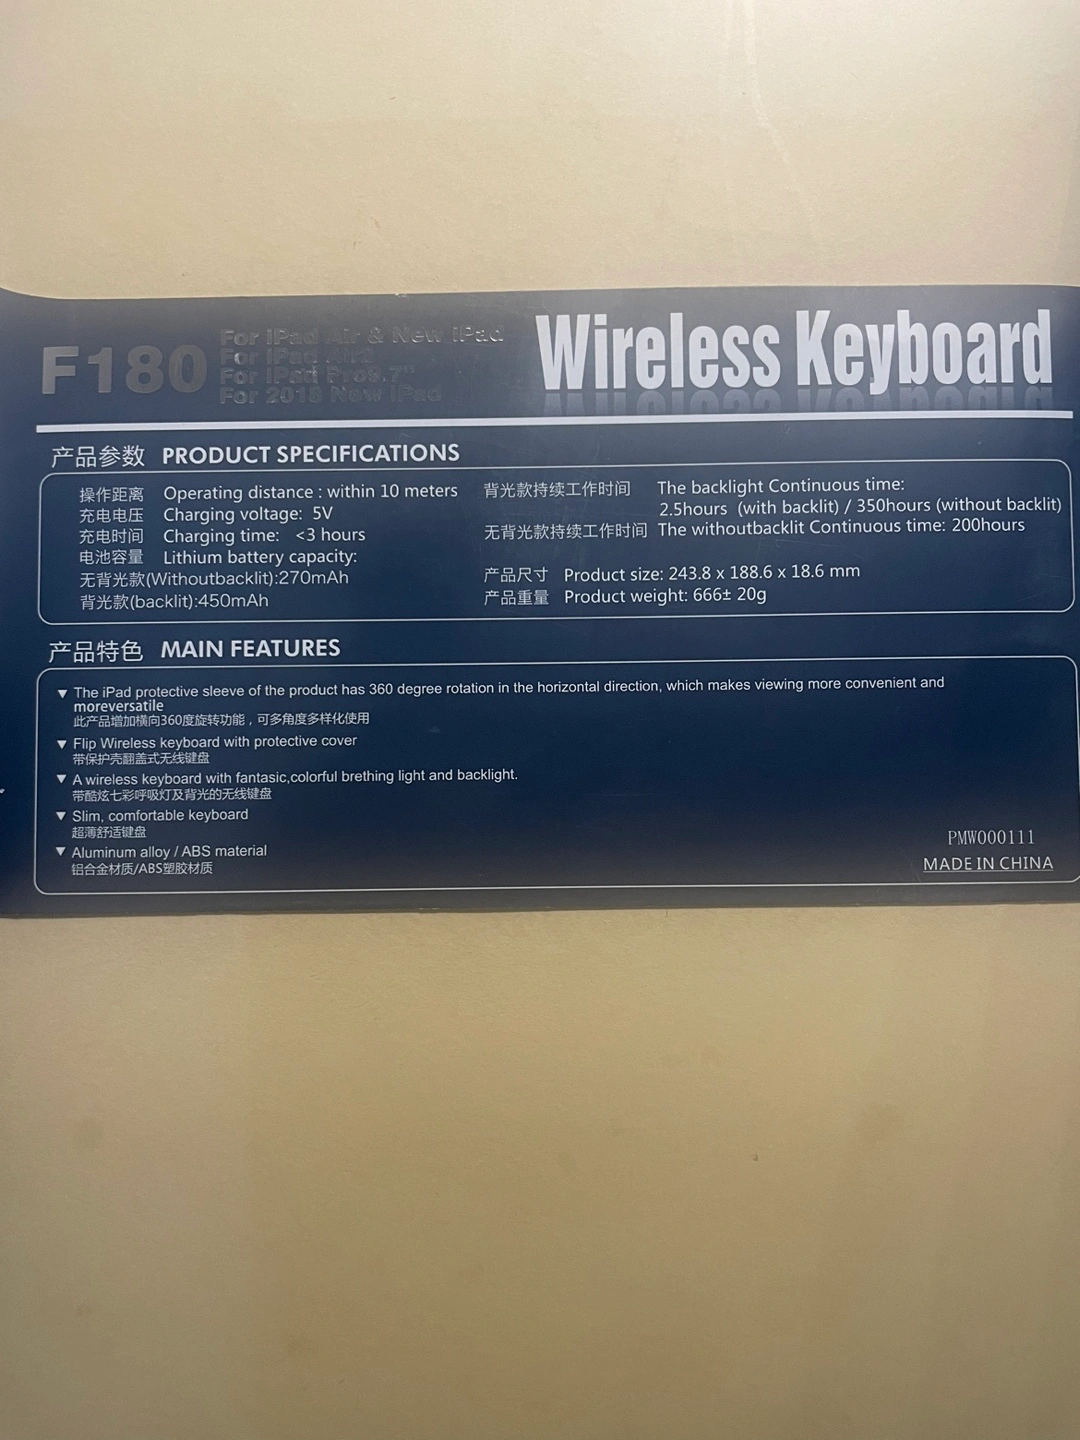 F180
For iPad Air & New iPad
For iPad Air2
For iPad Pro9.7"
For 2018 New iPad
Wireless Keyboard
产品参数 PRODUCT SPECIFICATIONS
操作距离 Operating distance : within 10 meters
充电电压 Charging voltage: 5V
充电时间 Charging time: <3 hours
电池容量 Lithium battery capacity:
无背光款(Withoutbacklit):270mAh
背光款(backlit):450mAh
背光款持续工作时间 The backlight Continuous time:
2.5hours (with backlit) / 350hours (without backlit)
无背光款持续工作时间 The withoutbacklit Continuous time: 200hours
产品尺寸 Product size: 243.8 x 188.6 x 18.6 mm
产品重量 Product weight: 666± 20g
产品特色 MAIN FEATURES
▼ The iPad protective sleeve of the product has 360 degree rotation in the horizontal direction, which makes viewing more convenient and
moreversatile
此产品增加横向360度旋转功能，可多角度多样化使用
▼ Flip Wireless keyboard with protective cover
带保护壳翻盖式无线键盘
▼ A wireless keyboard with fantasic,colorful brething light and backlight.
带酷炫七彩呼吸灯及背光的无线键盘
▼ Slim, comfortable keyboard
超薄舒适键盘
▼ Aluminum alloy / ABS material
铝合金材质/ABS塑胶材质
PMW000111
MADE IN CHINA